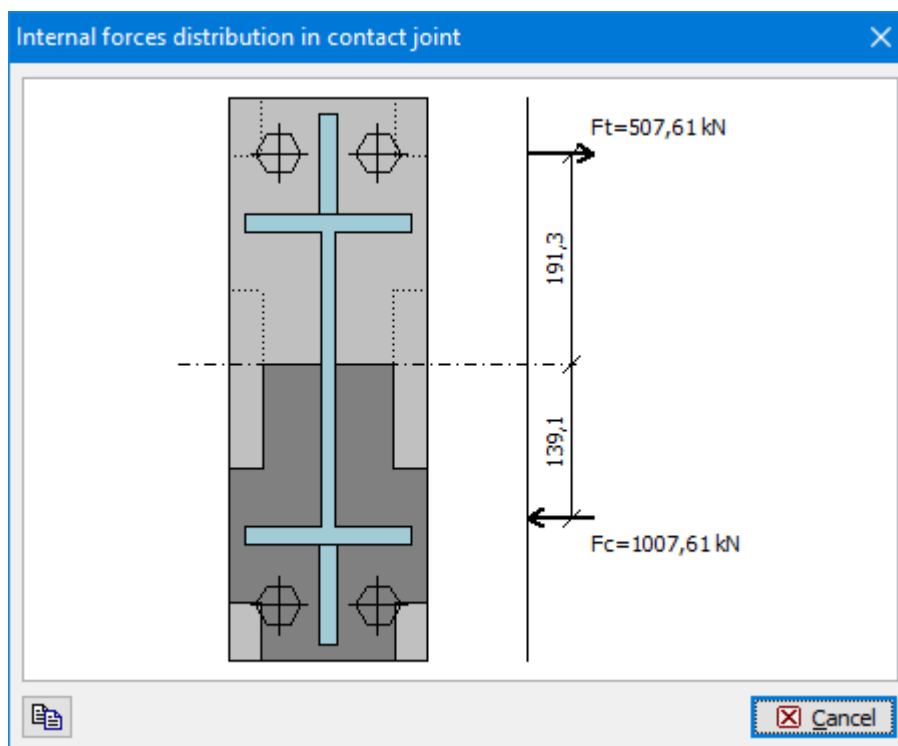 Internal forces distribution in contact joint
Ft=507,61 kN
191,3
139,1
Fc=1007,61 kN
Cancel